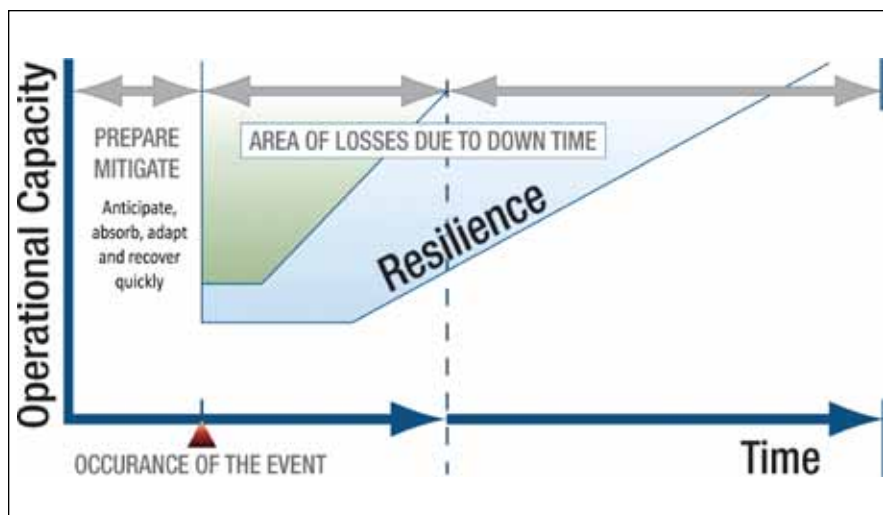 Operational Capacity
PREPARE
MITIGATE
Anticipate,
absorb, adapt
and recover
quickly
AREA OF LOSSES DUE TO DOWN TIME
Resilience
OCCURANCE OF THE EVENT
Time